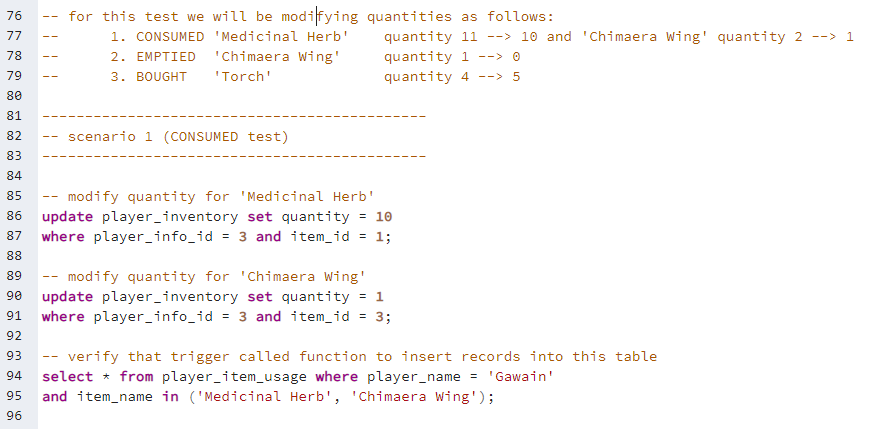 76 -- for this test we will be modifying quantities as follows:
77 -- 1. CONSUMED 'Medicinal Herb' quantity 11 --> 10 and 'Chimaera Wing' quantity 2 --> 1
78 -- 2. EMPTIED 'Chimaera Wing' quantity 1 --> 0
79 -- 3. BOUGHT 'Torch' quantity 4 --> 5
80
81 ---------------------------------------------
82 -- scenario 1 (CONSUMED test)
83 ---------------------------------------------
84
85 -- modify quantity for 'Medicinal Herb'
86 update player_inventory set quantity = 10
87 where player_info_id = 3 and item_id = 1;
88
89 -- modify quantity for 'Chimaera Wing'
90 update player_inventory set quantity = 1
91 where player_info_id = 3 and item_id = 3;
92
93 -- verify that trigger called function to insert records into this table
94 select * from player_item_usage where player_name = 'Gawain'
95 and item_name in ('Medicinal Herb', 'Chimaera Wing');
96